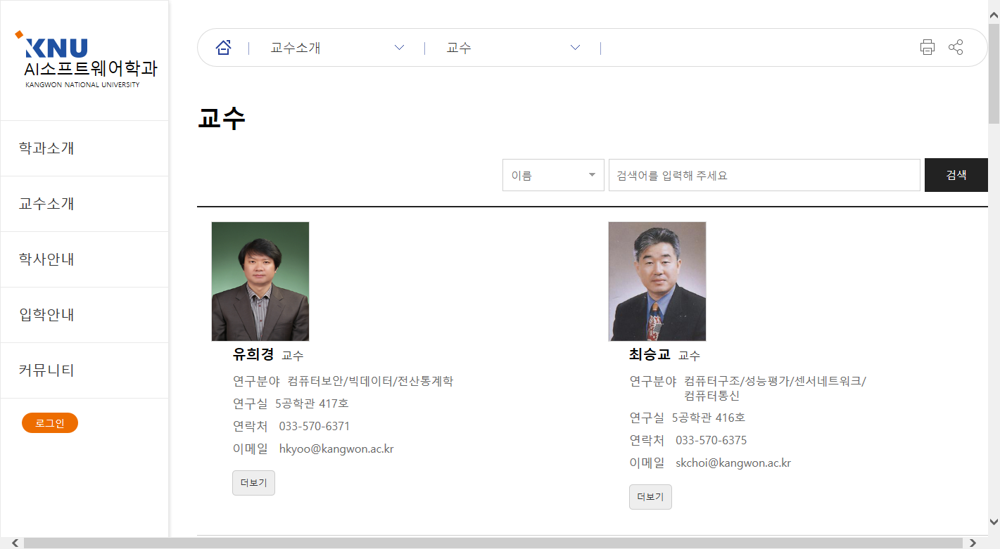 KNU
AI소프트웨어학과
KANGWON NATIONAL UNIVERSITY
학과소개
교수소개
학사안내
입학안내
커뮤니티
로그인
교수소개
교수
교수
이름
검색어를 입력해 주세요
검색
유희경 교수
연구분야 컴퓨터보안/빅데이터/전산통계학
연구실 5공학관 417호
연락처 033-570-6371
이메일 hkyoo@kangwon.ac.kr
더보기
최승교 교수
연구분야 컴퓨터구조/성능평가/센서네트워크/
컴퓨터통신
연구실 5공학관 416호
연락처 033-570-6375
이메일 skchoi@kangwon.ac.kr
더보기